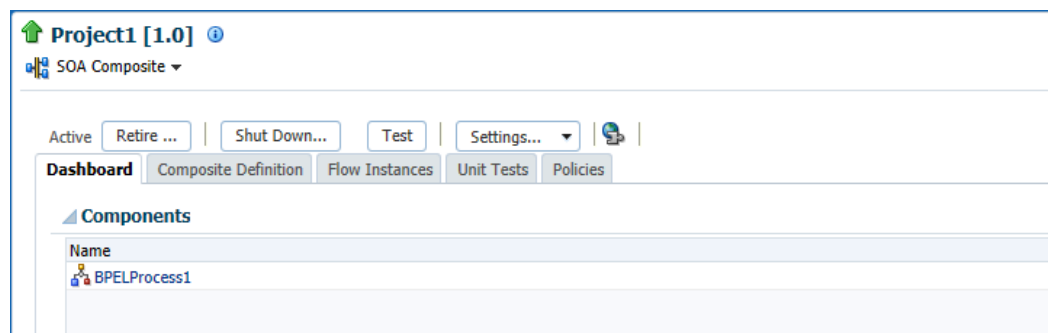 Project1 [1.0]
SOA Composite
Active Retire ... Shut Down... Test Settings...
Dashboard Composite Definition Flow Instances Unit Tests Policies
Components
Name
BPELProcess1